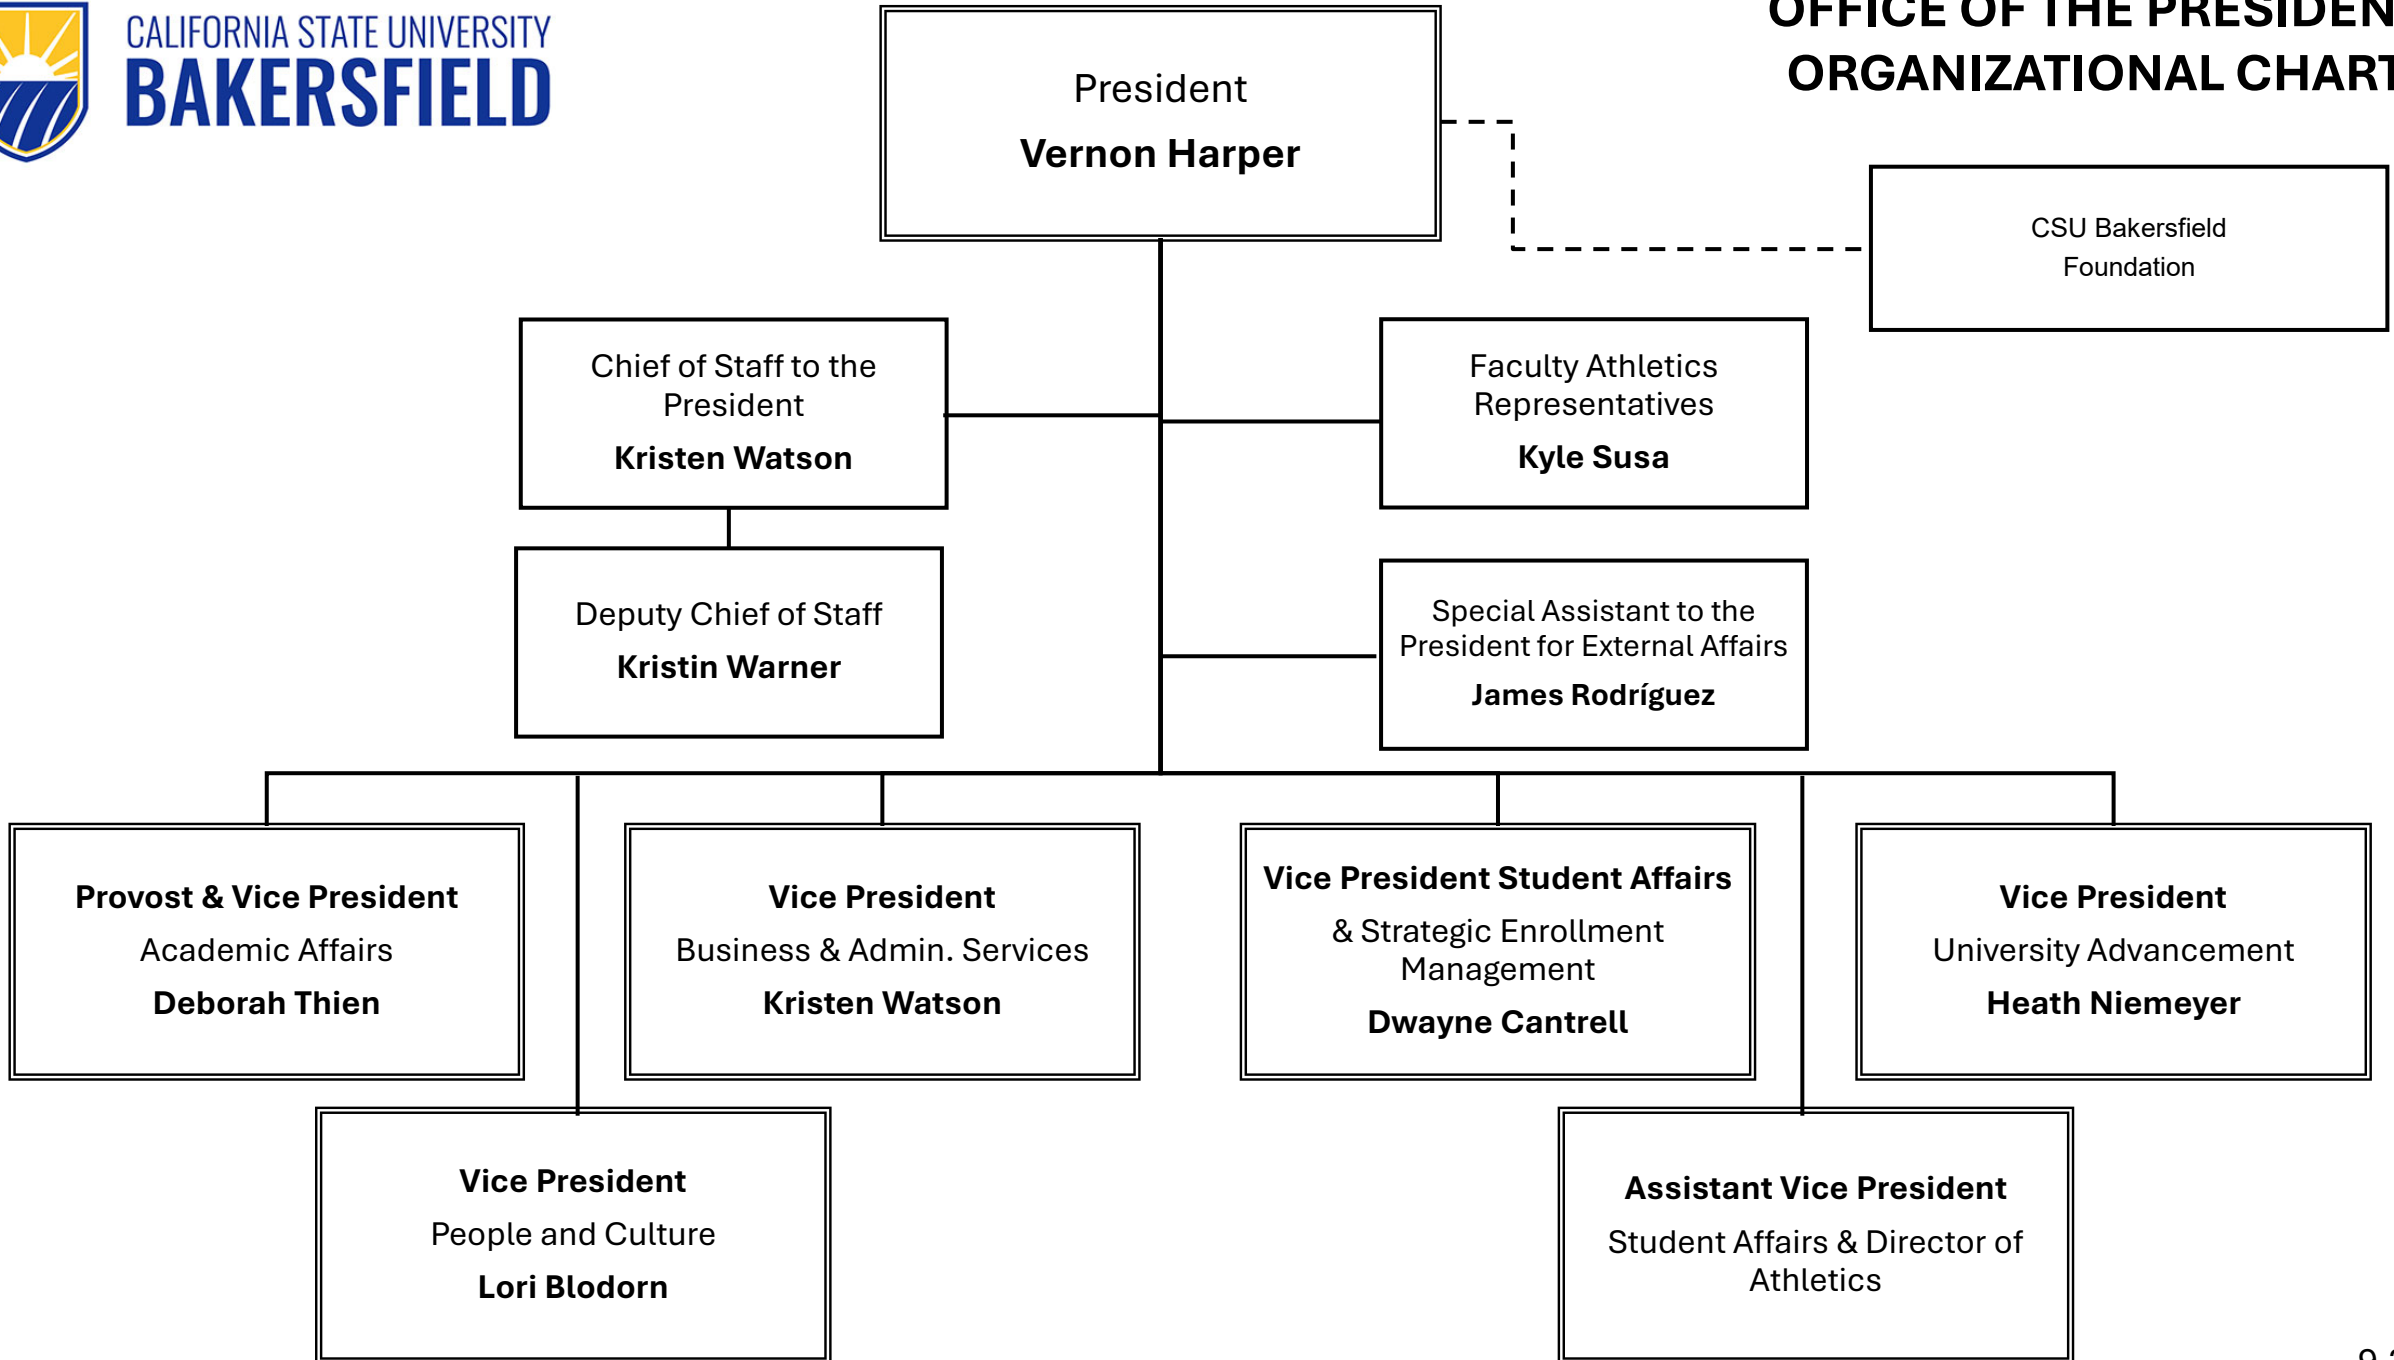 CALIFORNIA STATE UNIVERSITY
BAKERSFIELD
OFFICE OF THE PRESIDEN
ORGANIZATIONAL CHART
President
Vernon Harper
CSU Bakersfield
Foundation
Chief of Staff to the
President
Kristen Watson
Faculty Athletics
Representatives
Kyle Susa
Deputy Chief of Staff
Kristin Warner
Special Assistant to the
President for External Affairs
James Rodríguez
Provost & Vice President
Academic Affairs
Deborah Thien
Vice President
Business & Admin. Services
Kristen Watson
Vice President Student Affairs
& Strategic Enrollment
Management
Dwayne Cantrell
Vice President
University Advancement
Heath Niemeyer
Vice President
People and Culture
Lori Blodorn
Assistant Vice President
Student Affairs & Director of
Athletics